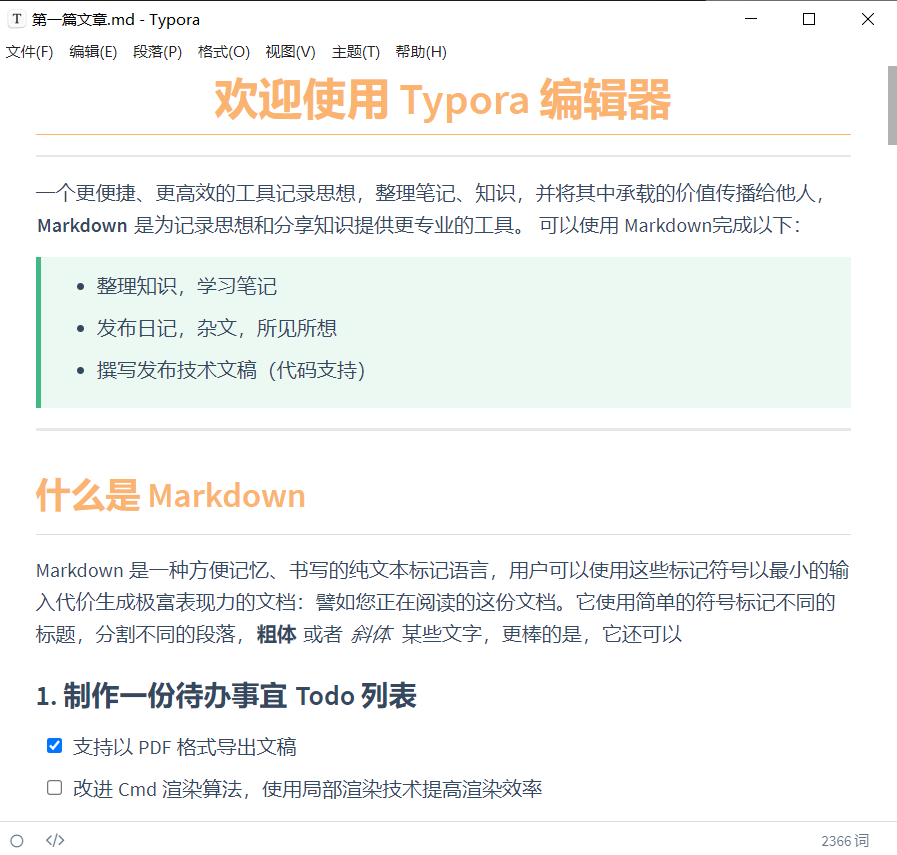 第一篇文章.md - Typora
文件(F) 编辑(E) 段落(P) 格式(O) 视图(V) 主题(T) 帮助(H)
欢迎使用 Typora 编辑器
一个更便捷、更高效的工具记录思想，整理笔记、知识，并将其中承载的价值传播给他人，
Markdown 是为记录思想和分享知识提供更专业的工具。 可以使用 Markdown完成以下：
整理知识，学习笔记
发布日记，杂文，所见所想
撰写发布技术文稿（代码支持）
什么是 Markdown
Markdown 是一种方便记忆、书写的纯文本标记语言，用户可以使用这些标记符号以最小的输
入代价生成极富表现力的文档：譬如您正在阅读的这份文档。它使用简单的符号标记不同的
标题，分割不同的段落，粗体 或者 斜体 某些文字，更棒的是，它还可以
1. 制作一份待办事宜 Todo 列表
支持以 PDF 格式导出文稿
改进 Cmd 渲染算法，使用局部渲染技术提高渲染效率
</> 2366 词